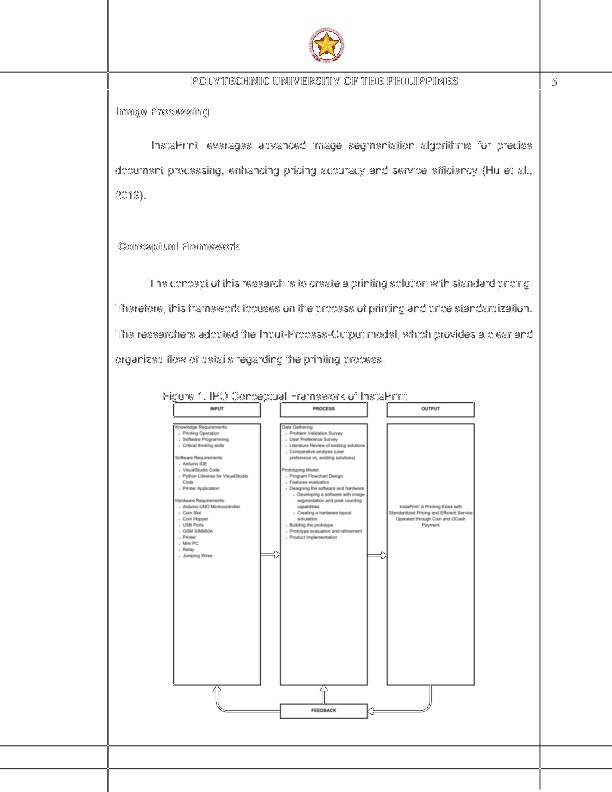 POLYTECHNIC UNIVERSITY OF THE PHILIPPINES
5
Image Processing
InstaPrint leverages advanced image segmentation algorithms for precise
document processing, enhancing pricing accuracy and service efficiency (Hu et al.,
2019).
Conceptual Framework
The concept of this research is to create a printing solution with standard pricing.
Therefore, this framework focuses on the process of printing and price standardization.
The researchers adopted the Input-Process-Output model, which provides a clear and
organized flow of details regarding the printing process.
Figure 1. IPO Conceptual Framework of InstaPrint
INPUT
Knowledge Requirements:
- Printing Operation
- Software Programming
- Critical thinking skills
Software Requirements:
- Arduino IDE
- VisualStudio Code
- Python Libraries for VisualStudio
Code
- Printer Application
Hardware Requirements:
- Arduino UNO Microcontroller
- Coin Slot
- Coin Hopper
- USB Ports
- GSM SIM900A
- Printer
- Mini PC
- Relay
- Jumping Wires
PROCESS
Data Gathering:
- Problem Validation Survey
- User Preference Survey
- Literature Review of existing solutions
- Comparative analysis (user
preference vs. existing solutions)
Prototyping Model:
- Program Flowchart Design
- Features evaluation
- Designing the software and hardware
- Developing a software with image
segmentation and pixel counting
capabilities
- Creating a hardware layout
simulation
- Building the prototype
- Prototype evaluation and refinement
- Product Implementation
OUTPUT
InstaPrint: A Printing Kiosk with
Standardized Pricing and Efficient Service
Operated through Coin and GCash
Payment
FEEDBACK